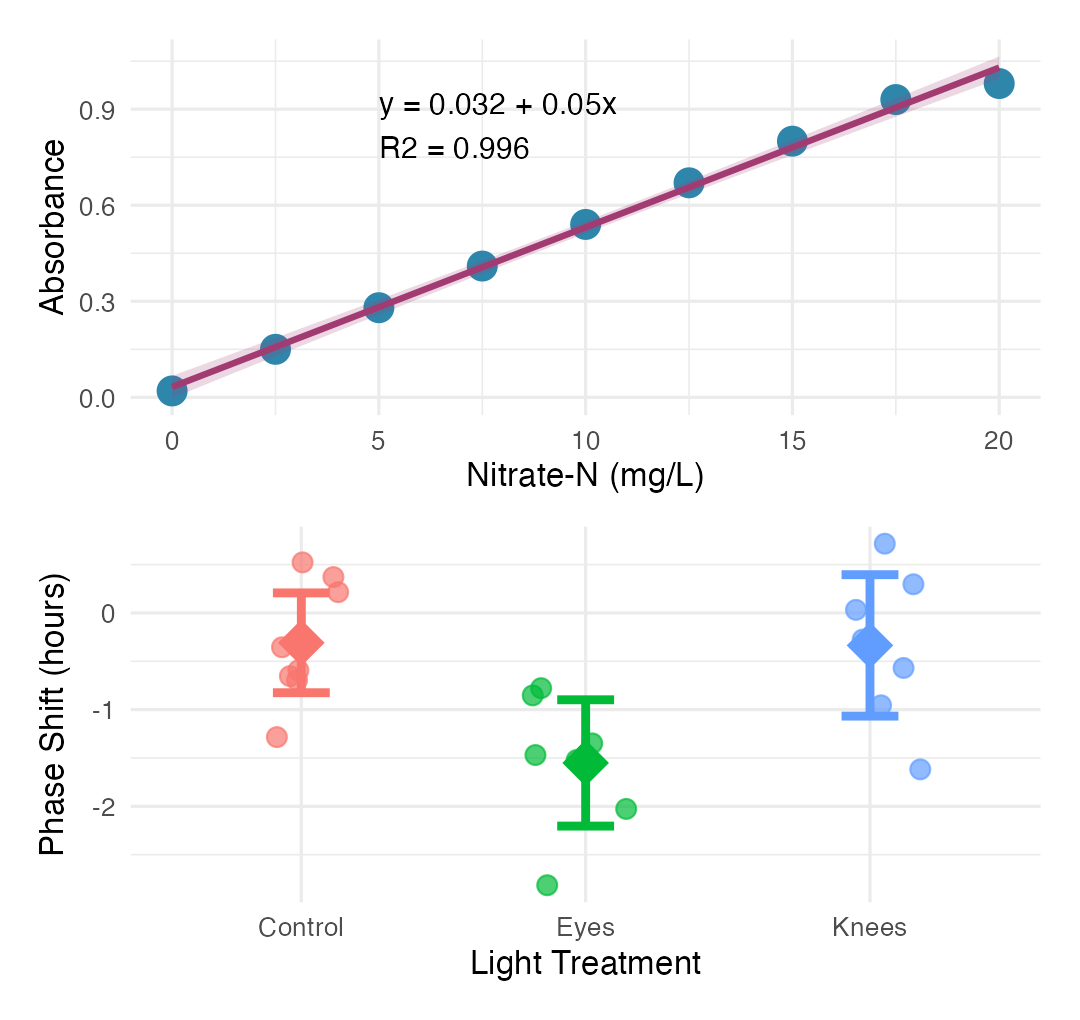 y = 0.032 + 0.05x
R2 = 0.996
Absorbance
0.9
0.6
0.3
0.0
0 5 10 15 20
Nitrate-N (mg/L)
Phase Shift (hours)
0
-1
-2
Control Eyes Knees
Light Treatment